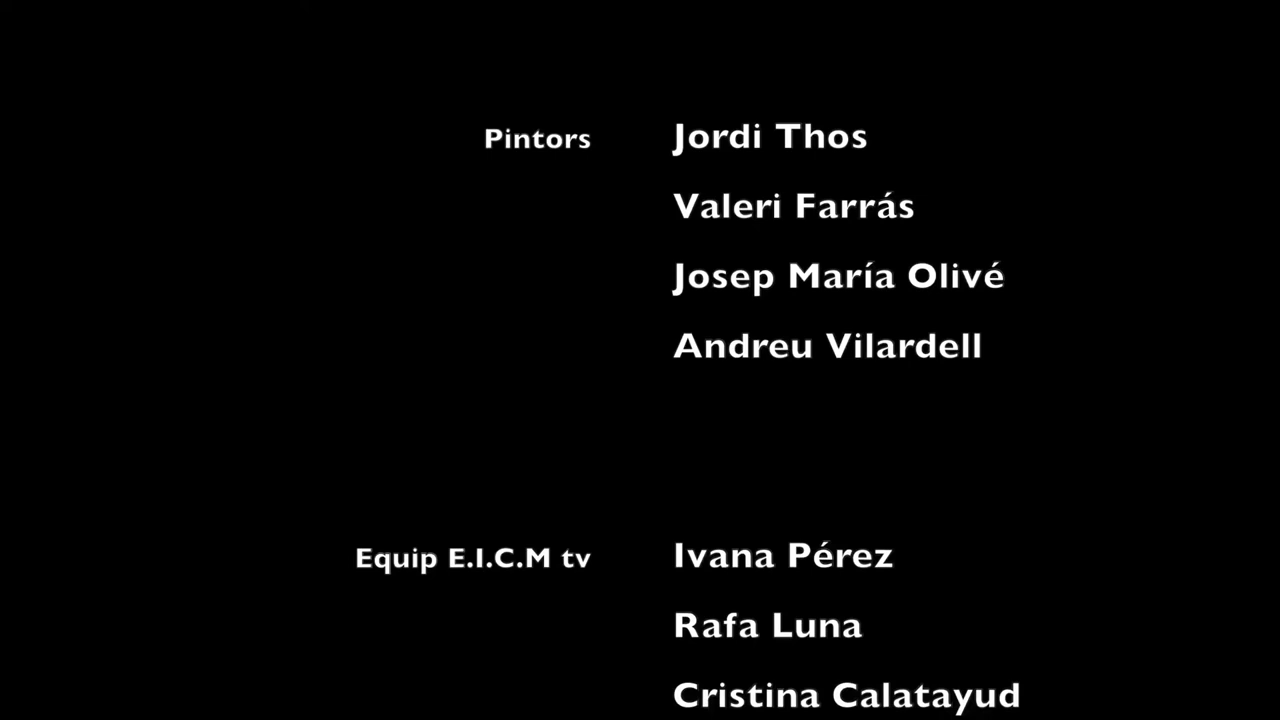 Pintors Jordi Thos
Valeri Farrás
Josep María Olivé
Andreu Vilardell
Equip E.I.C.M tv Ivana Pérez
Rafa Luna
Cristina Calatayud